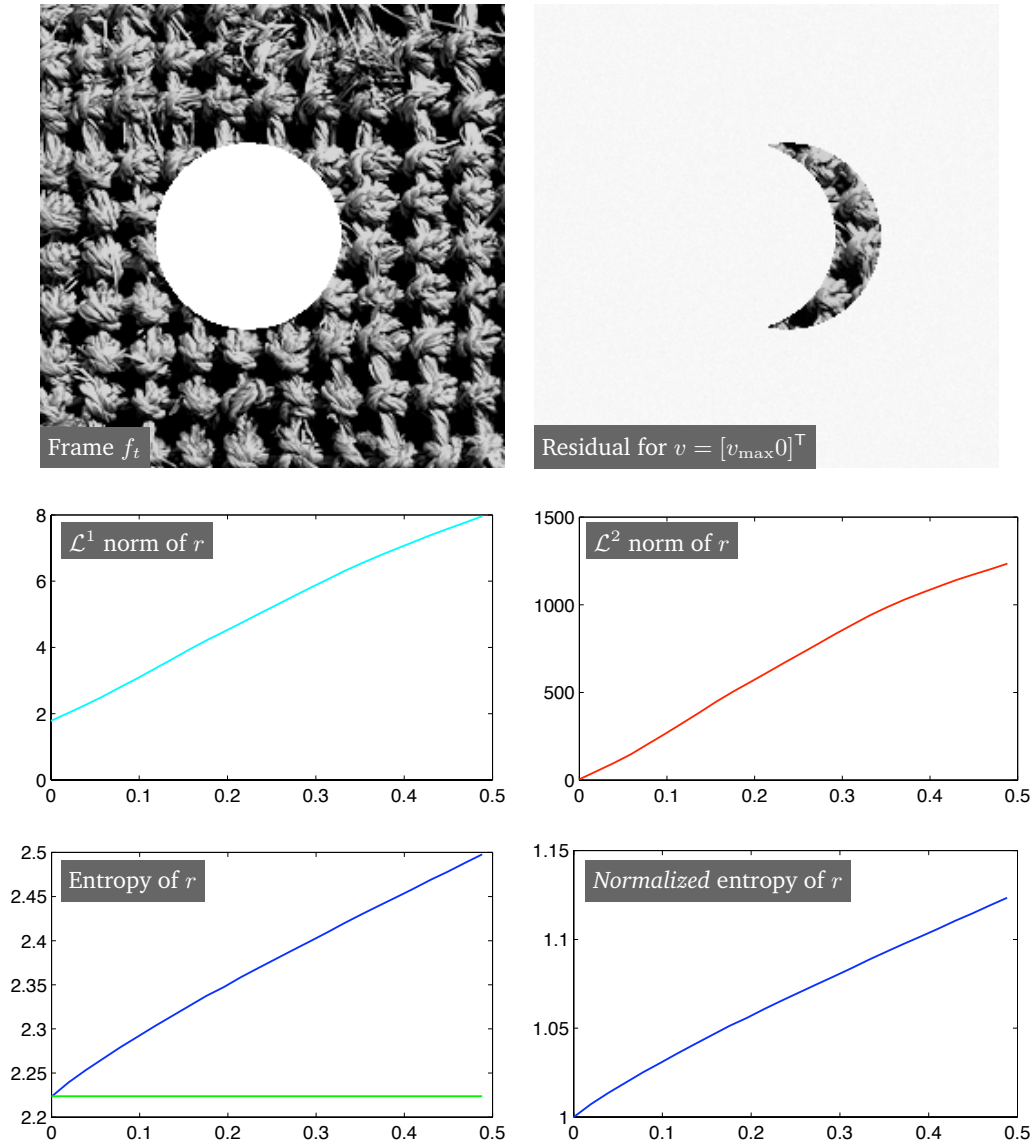 Frame f_t
Residual for v = [v_max 0]^T
L^1 norm of r
8
6
4
2
0
0 0.1 0.2 0.3 0.4 0.5
L^2 norm of r
1500
1000
500
0
0 0.1 0.2 0.3 0.4 0.5
Entropy of r
2.5
2.45
2.4
2.35
2.3
2.25
2.2
0 0.1 0.2 0.3 0.4 0.5
Normalized entropy of r
1.15
1.1
1.05
1
0 0.1 0.2 0.3 0.4 0.5